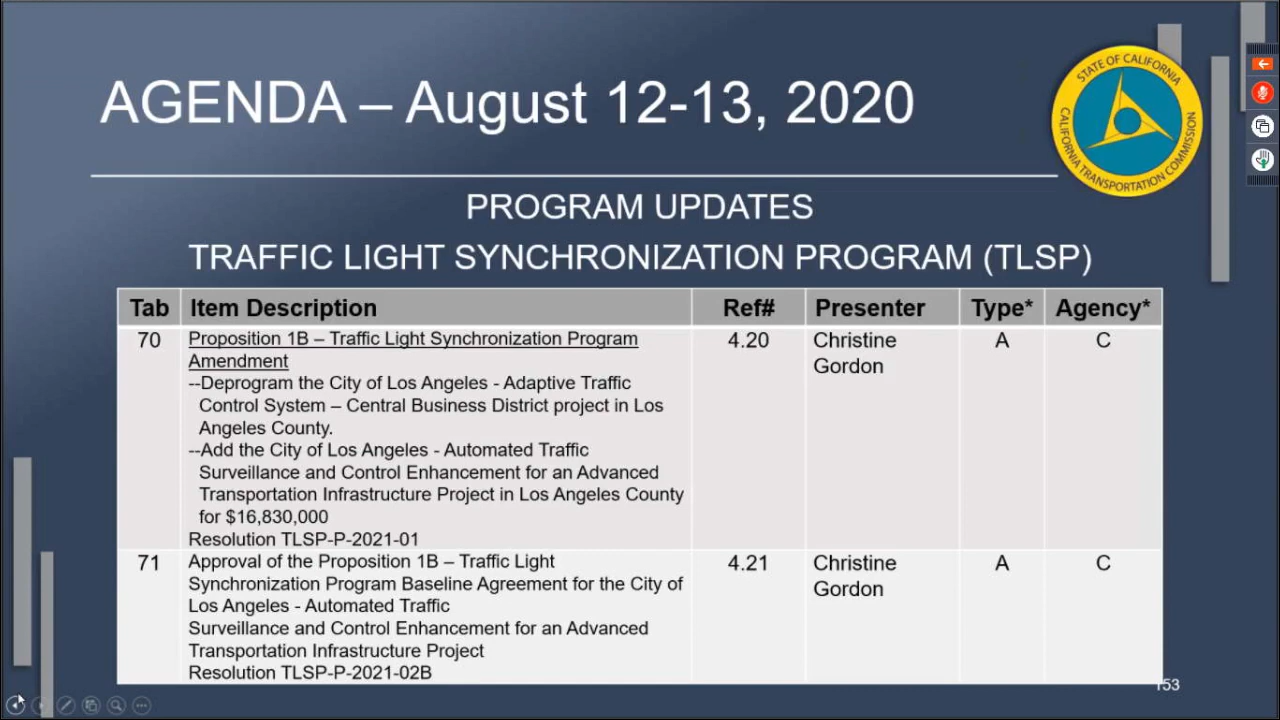 AGENDA – August 12-13, 2020
STATE OF CALIFORNIA
CALIFORNIA TRANSPORTATION COMMISSION
PROGRAM UPDATES
TRAFFIC LIGHT SYNCHRONIZATION PROGRAM (TLSP)
Tab Item Description Ref# Presenter Type* Agency*
70 Proposition 1B – Traffic Light Synchronization Program 4.20 Christine A C
Amendment Gordon
--Deprogram the City of Los Angeles - Adaptive Traffic
Control System – Central Business District project in Los
Angeles County.
--Add the City of Los Angeles - Automated Traffic
Surveillance and Control Enhancement for an Advanced
Transportation Infrastructure Project in Los Angeles County
for $16,830,000
Resolution TLSP-P-2021-01
71 Approval of the Proposition 1B – Traffic Light 4.21 Christine A C
Synchronization Program Baseline Agreement for the City of Gordon
Los Angeles - Automated Traffic
Surveillance and Control Enhancement for an Advanced
Transportation Infrastructure Project
Resolution TLSP-P-2021-02B
153